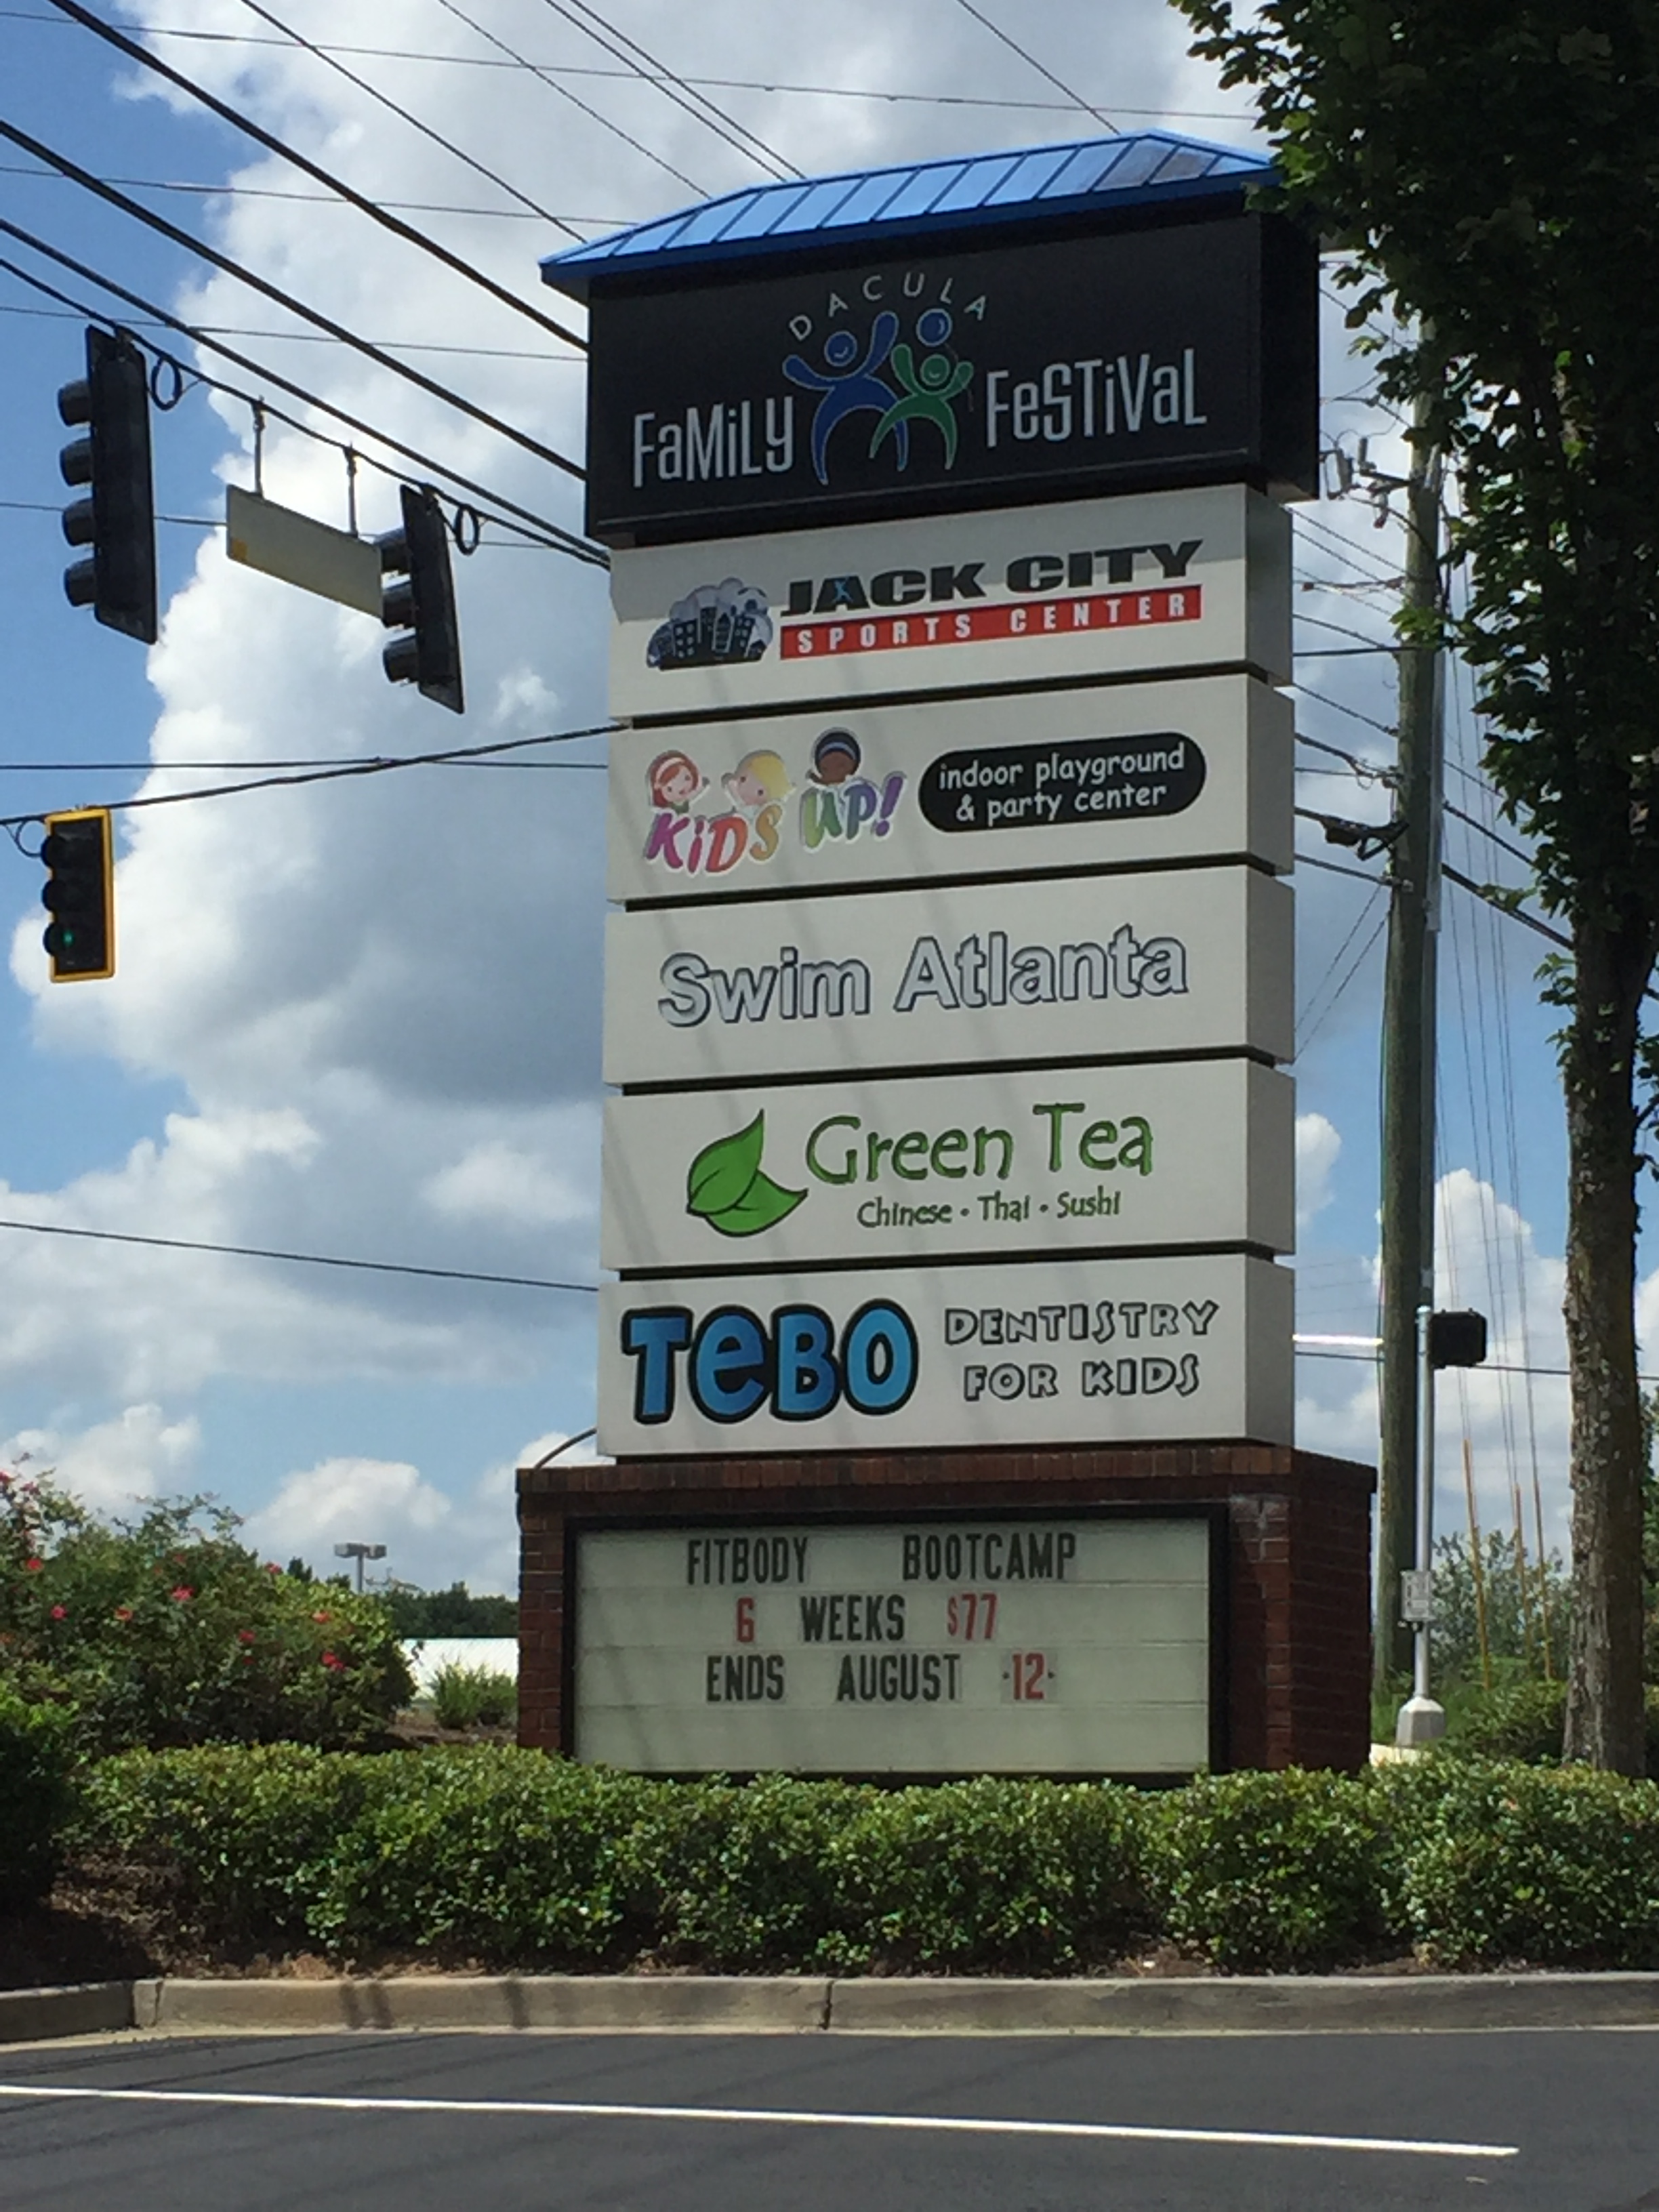 DACULA
FaMiLY FeSTiVaL
JACK CITY
SPORTS CENTER
KiDS UP!
indoor playground
& party center
Swim Atlanta
Green Tea
Chinese • Thai • Sushi
TeBO
DENTISTRY
FOR KIDS
FITBODY BOOTCAMP
6 WEEKS $77
ENDS AUGUST ·12·